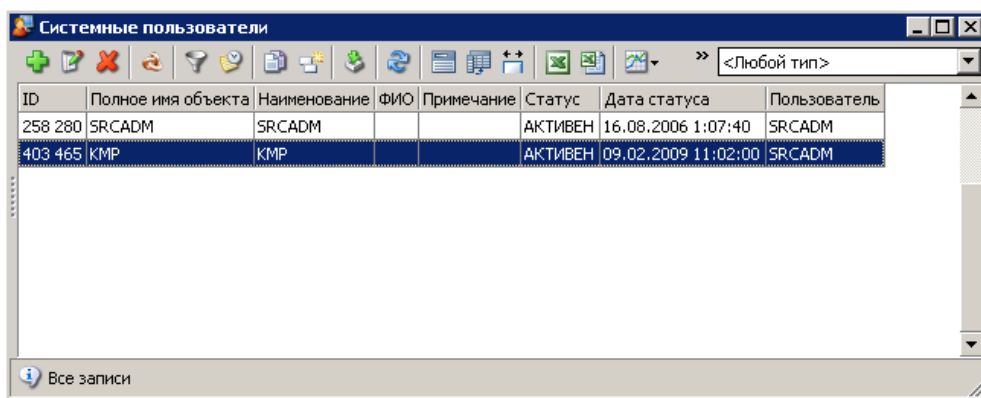 Системные пользователи
<Любой тип>
ID Полное имя объекта Наименование ФИО Примечание Статус Дата статуса Пользователь
258 280 SRCADM SRCADM АКТИВЕН 16.08.2006 1:07:40 SRCADM
403 465 KMP KMP АКТИВЕН 09.02.2009 11:02:00 SRCADM
Все записи